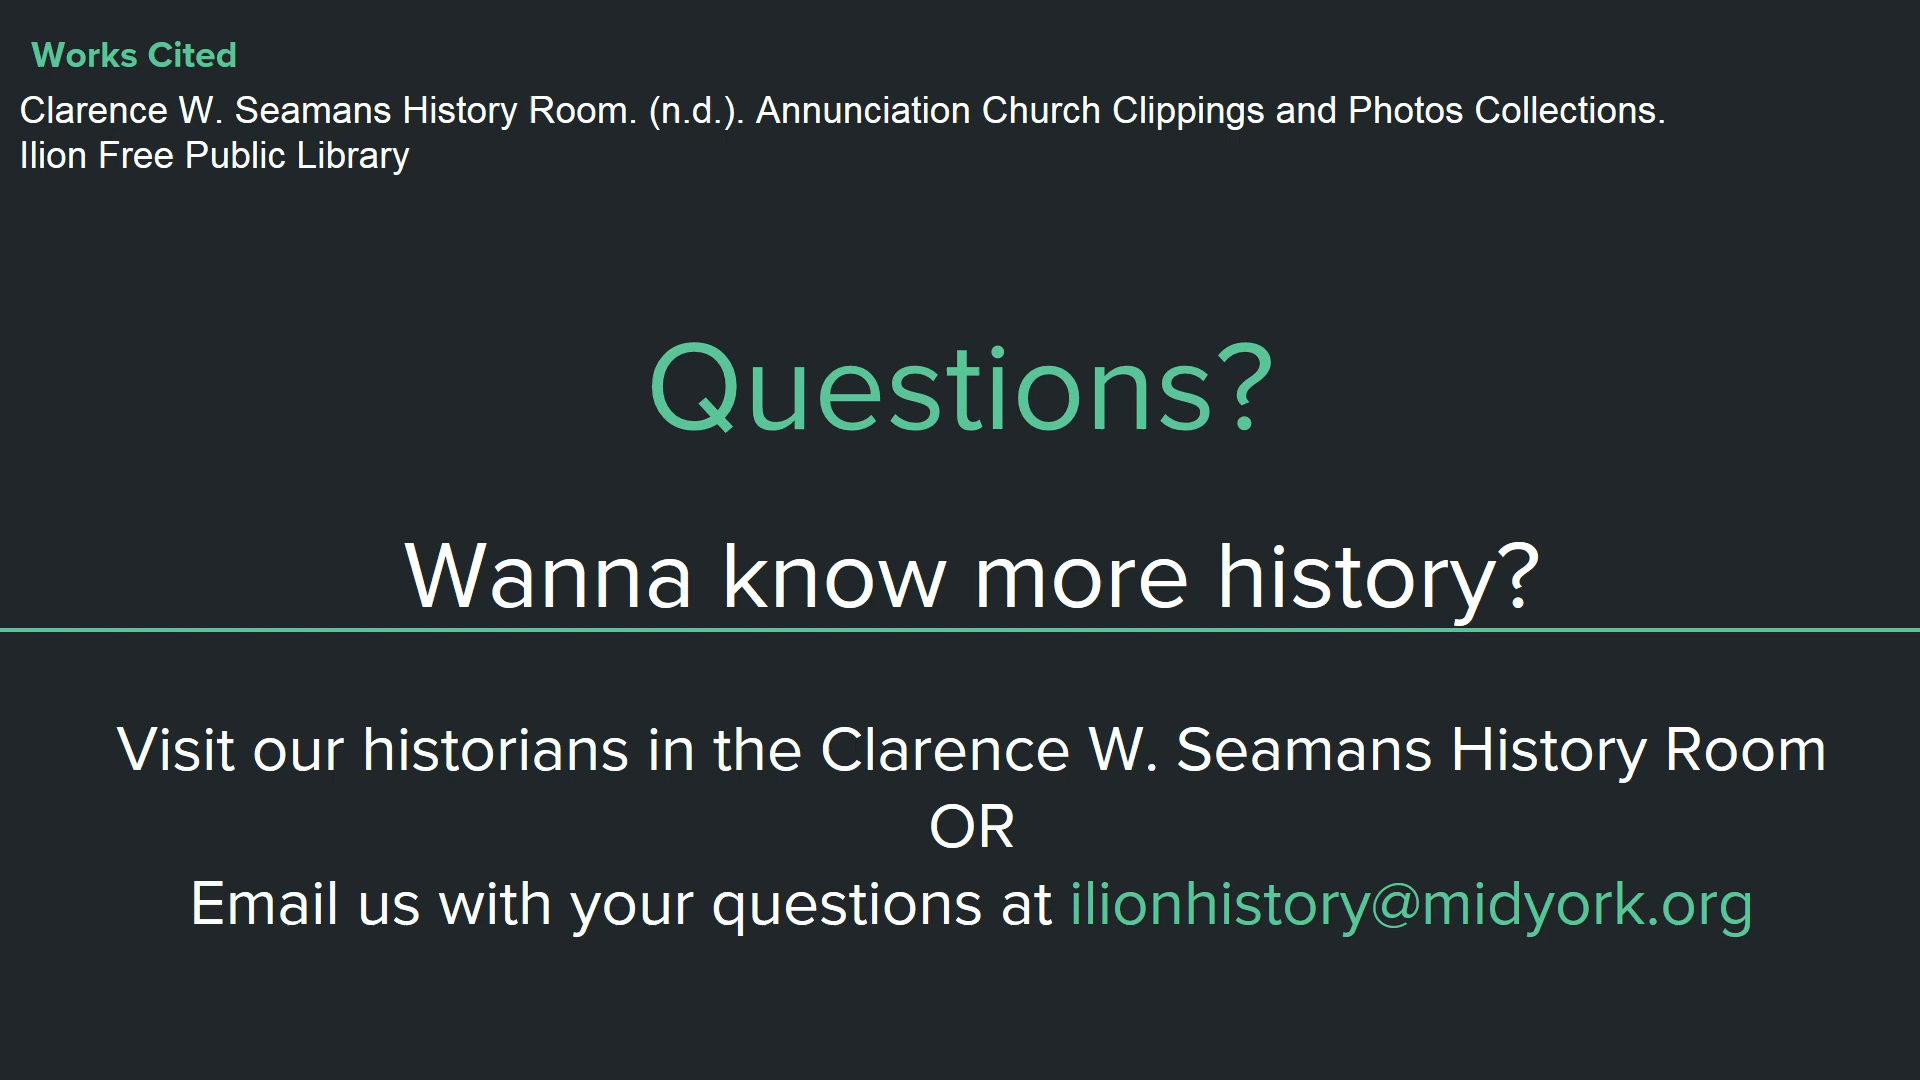 Works Cited
Clarence W. Seamans History Room. (n.d.). Annunciation Church Clippings and Photos Collections.
Ilion Free Public Library
Questions?
Wanna know more history?
Visit our historians in the Clarence W. Seamans History Room
OR
Email us with your questions at ilionhistory@midyork.org